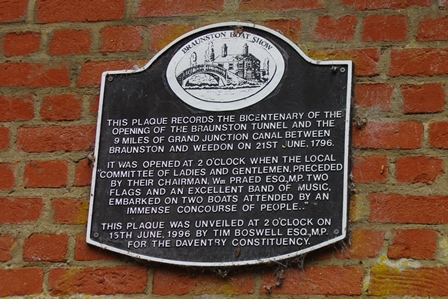 BRAUNSTON BOAT SHOW
THIS PLAQUE RECORDS THE BICENTENARY OF THE
OPENING OF THE BRAUNSTON TUNNEL AND THE
9 MILES OF GRAND JUNCTION CANAL BETWEEN
BRAUNSTON AND WEEDON ON 21ST JUNE, 1796.
IT WAS OPENED AT 2 O'CLOCK WHEN THE LOCAL
"COMMITTEE OF LADIES AND GENTLEMEN, PRECEDED
BY THEIR CHAIRMAN, Wm PRAED ESQ., M.P. TWO
FLAGS AND AN EXCELLENT BAND OF MUSIC,
EMBARKED ON TWO BOATS ATTENDED BY AN
IMMENSE CONCOURSE OF PEOPLE.."
THIS PLAQUE WAS UNVEILED AT 2 O'CLOCK ON
15TH JUNE, 1996 BY TIM BOSWELL ESQ., M.P.
FOR THE DAVENTRY CONSTITUENCY.